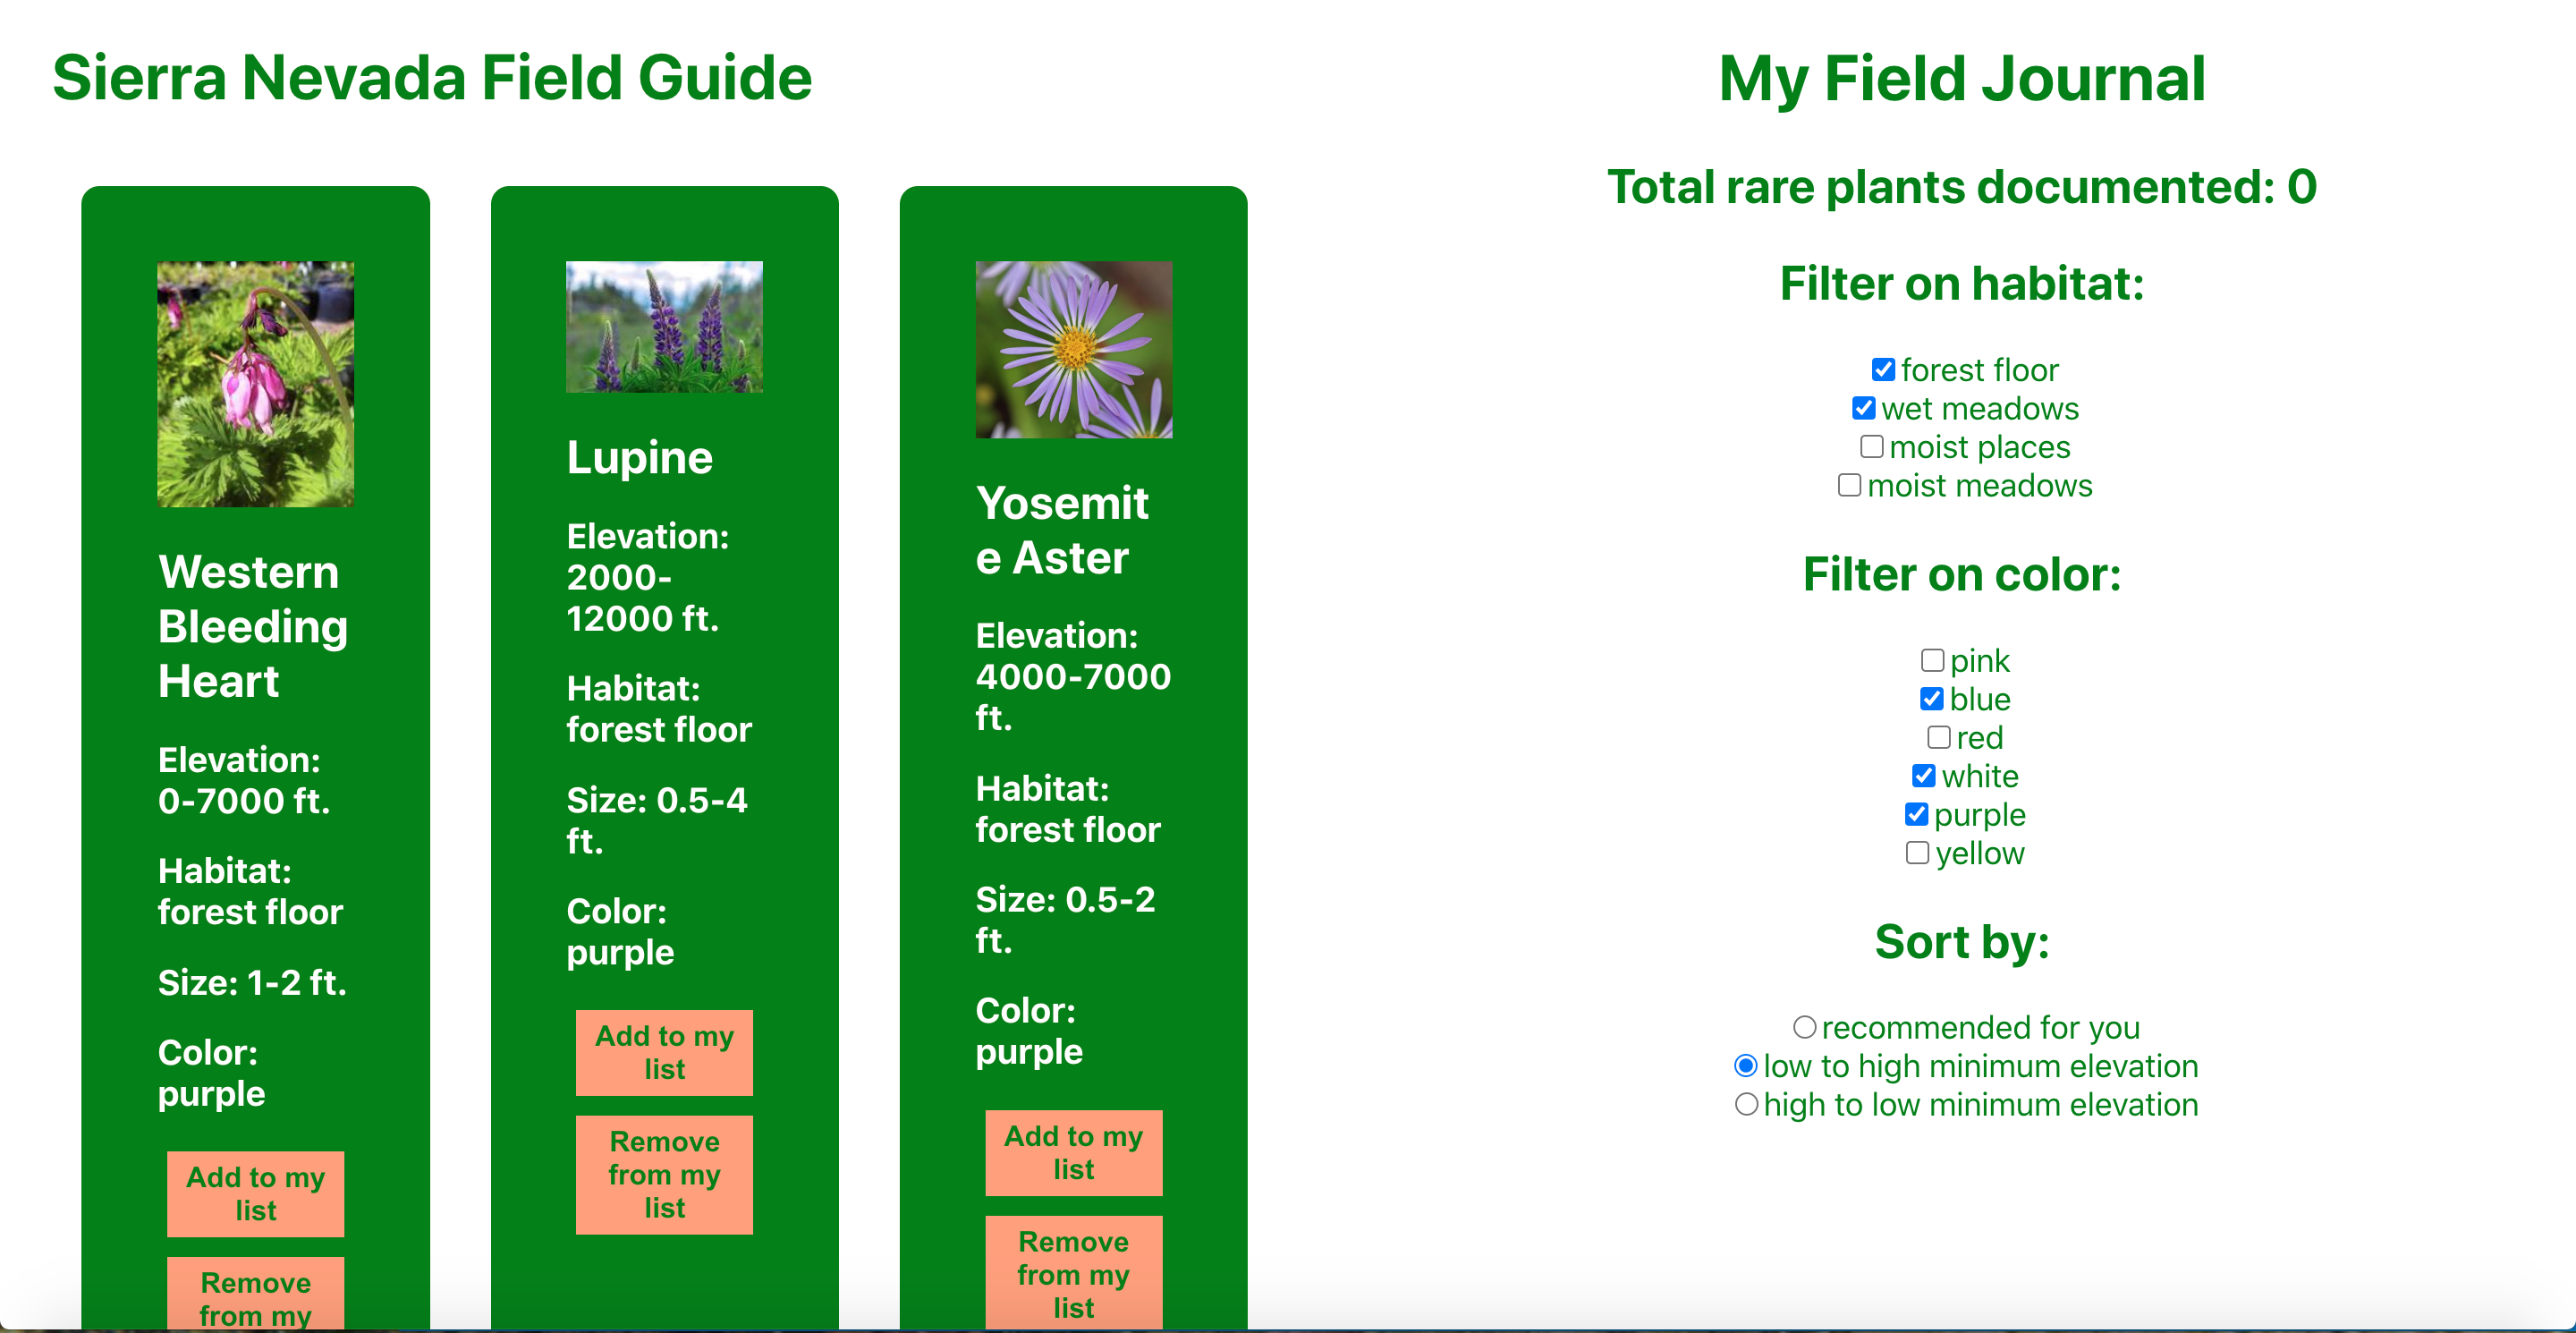 Sierra Nevada Field Guide
Western
Bleeding
Heart
Elevation:
0-7000 ft.
Habitat:
forest floor
Size: 1-2 ft.
Color:
purple
Add to my
list
Remove
from my
Lupine
Elevation:
2000-
12000 ft.
Habitat:
forest floor
Size: 0.5-4
ft.
Color:
purple
Add to my
list
Remove
from my
list
Yosemit
e Aster
Elevation:
4000-7000
ft.
Habitat:
forest floor
Size: 0.5-2
ft.
Color:
purple
Add to my
list
Remove
from my
list
My Field Journal
Total rare plants documented: 0
Filter on habitat:
forest floor
wet meadows
moist places
moist meadows
Filter on color:
pink
blue
red
white
purple
yellow
Sort by:
recommended for you
low to high minimum elevation
high to low minimum elevation